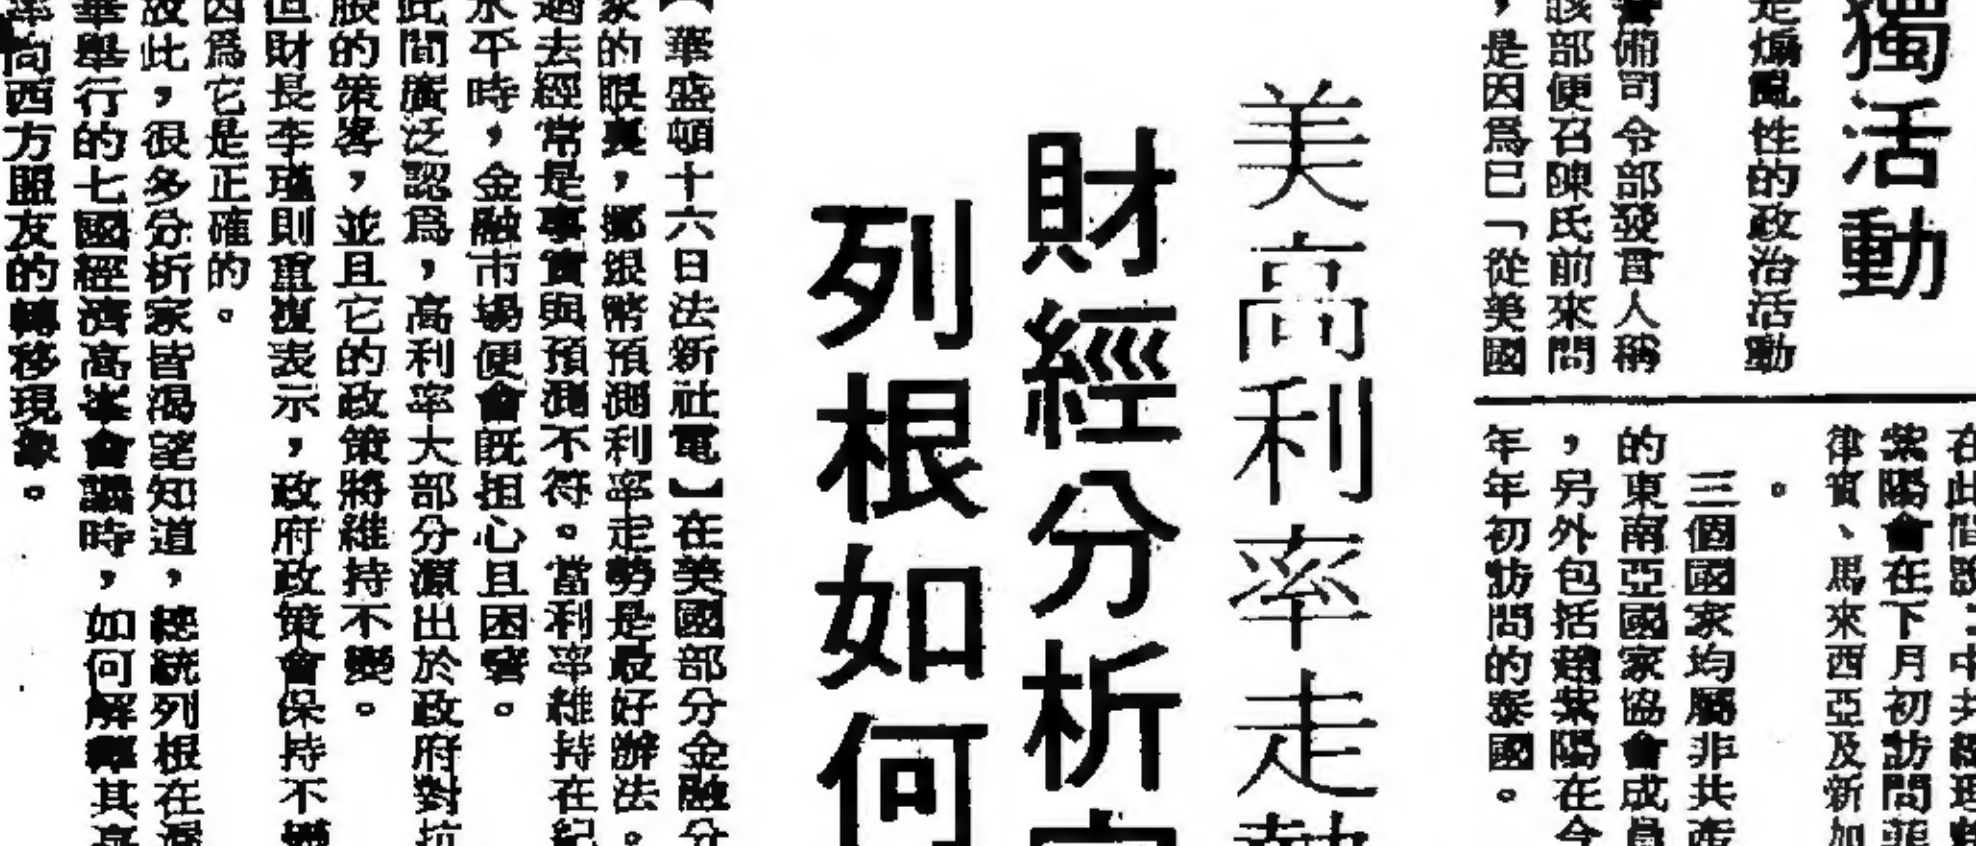 獨活動
是煽亂性的政治活動
備司令部發言人稱
該部便召陳氏前來問
，是因爲已「從美國
在此間說：中共總理趙
紫陽會在下月初訪問菲
律賓、馬來西亞及新加
。
三個國家均屬非共產
的東南亞國家協會成員
，另外包括趙紫陽在今
年年初訪問的泰國。
美高利率走勢
財經分析家
列根如何
【華盛頓十六日法新社電】在美國部分金融分
家的眼裏，擲銀幣預測利率走勢是最好辦法。
過去經常是事實與預測不符。當利率維持在紀
水平時，金融市場便會既担心且困窘。
此間廣泛認爲，高利率大部分源出於政府對抗
脹的策畧，並且它的政策將維持不變。
但財長李瑾則重復表示，政府政策會保持不變
因爲它是正確的。
故此，很多分析家皆渴望知道，總統列根在渥
華舉行的七國經濟高峯會議時，如何解釋其高
率向西方盟友的轉移現象。